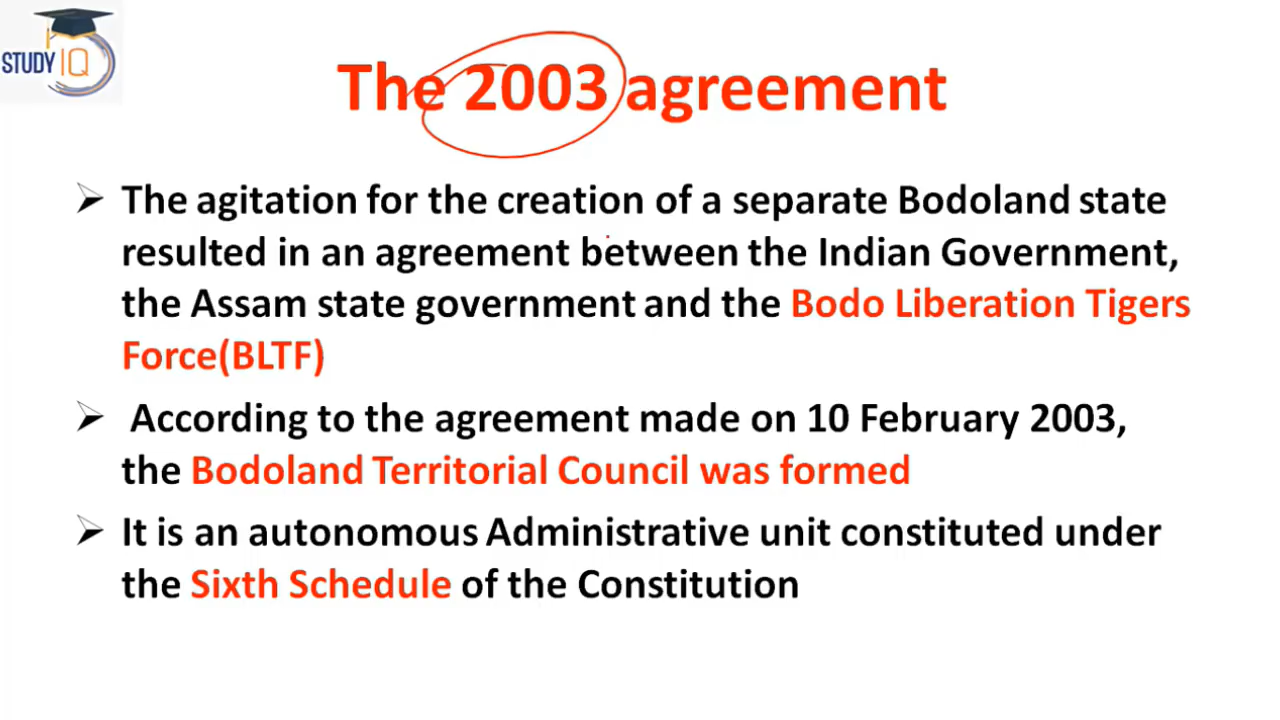 STUDY IQ
The 2003 agreement
➢ The agitation for the creation of a separate Bodoland state
resulted in an agreement between the Indian Government,
the Assam state government and the Bodo Liberation Tigers
Force(BLTF)
➢ According to the agreement made on 10 February 2003,
the Bodoland Territorial Council was formed
➢ It is an autonomous Administrative unit constituted under
the Sixth Schedule of the Constitution